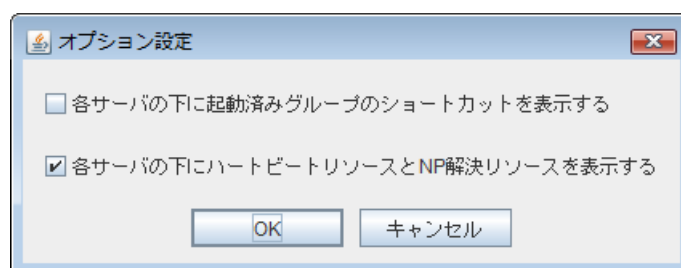 オプション設定
各サーバの下に起動済みグループのショートカットを表示する
各サーバの下にハートビートリソースとNP解決リソースを表示する
OK キャンセル